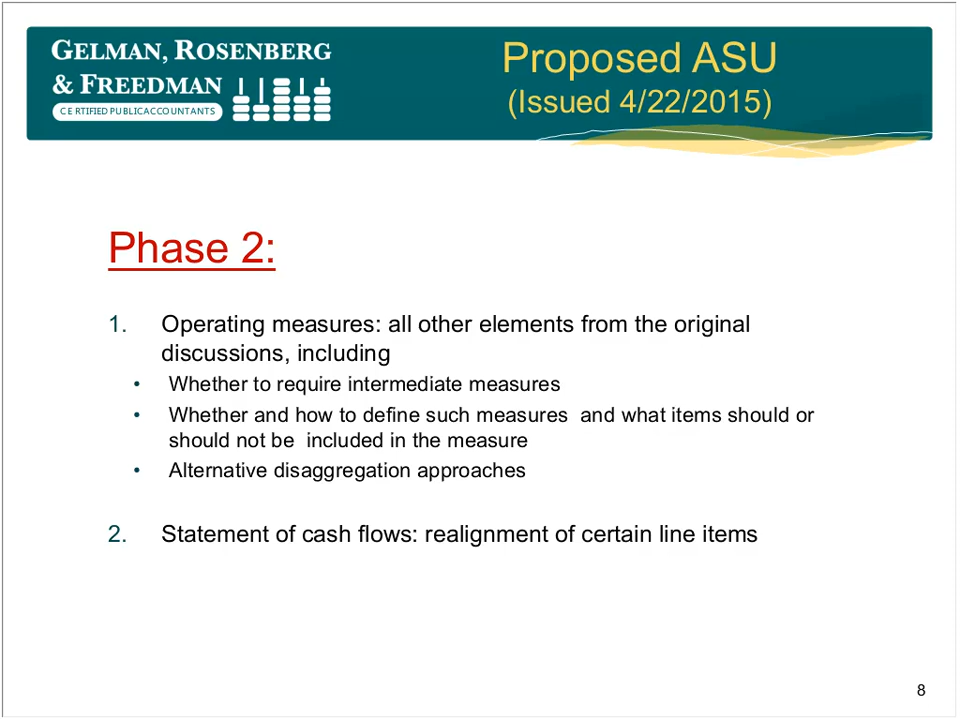 GELMAN, ROSENBERG
& FREEDMAN
CERTIFIED PUBLIC ACCOUNTANTS
Proposed ASU
(Issued 4/22/2015)
Phase 2:
1. Operating measures: all other elements from the original
discussions, including
• Whether to require intermediate measures
• Whether and how to define such measures and what items should or
should not be included in the measure
• Alternative disaggregation approaches
2. Statement of cash flows: realignment of certain line items
8